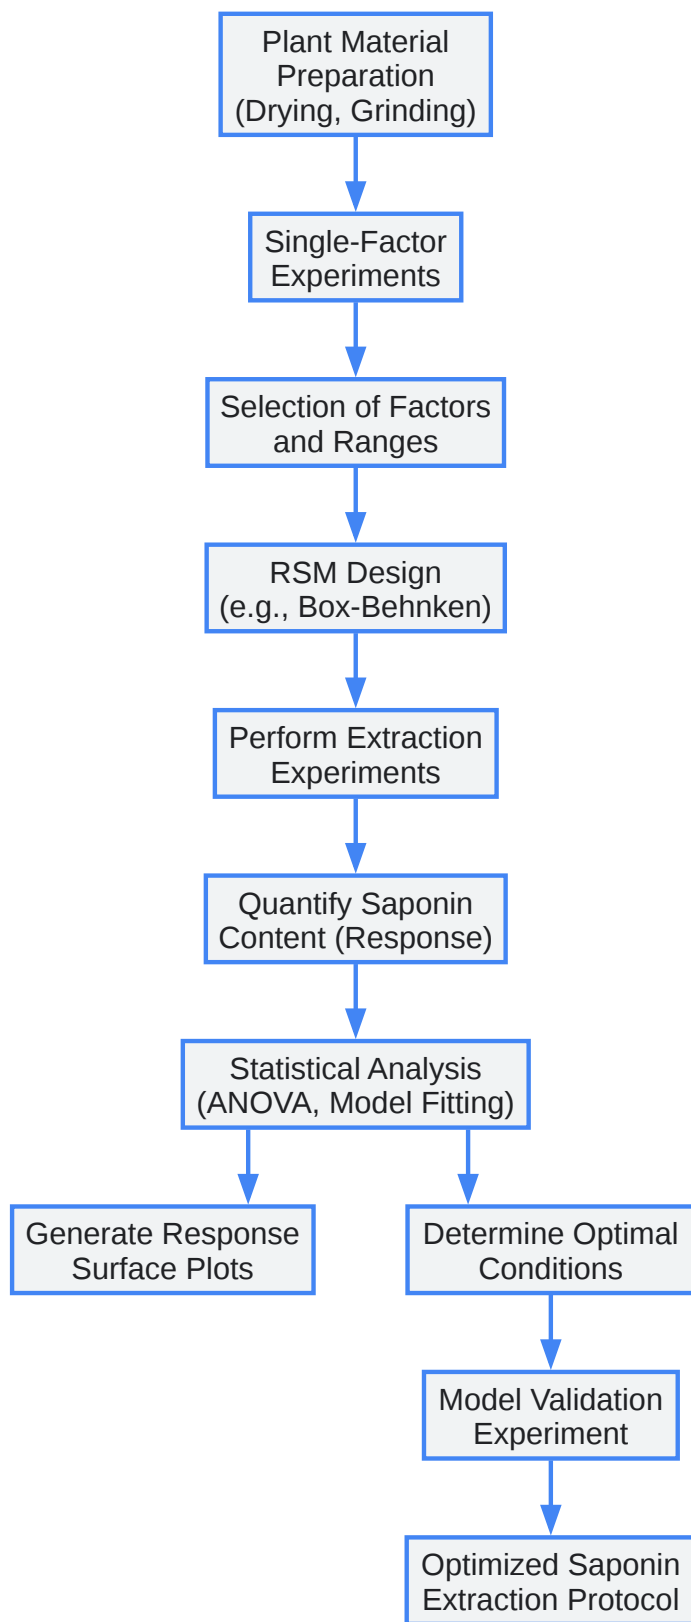 Plant Material
Preparation
(Drying, Grinding)
Single-Factor
Experiments
Selection of Factors
and Ranges
RSM Design
(e.g., Box-Behnken)
Perform Extraction
Experiments
Quantify Saponin
Content (Response)
Statistical Analysis
(ANOVA, Model Fitting)
Generate Response
Surface Plots
Determine Optimal
Conditions
Model Validation
Experiment
Optimized Saponin
Extraction Protocol